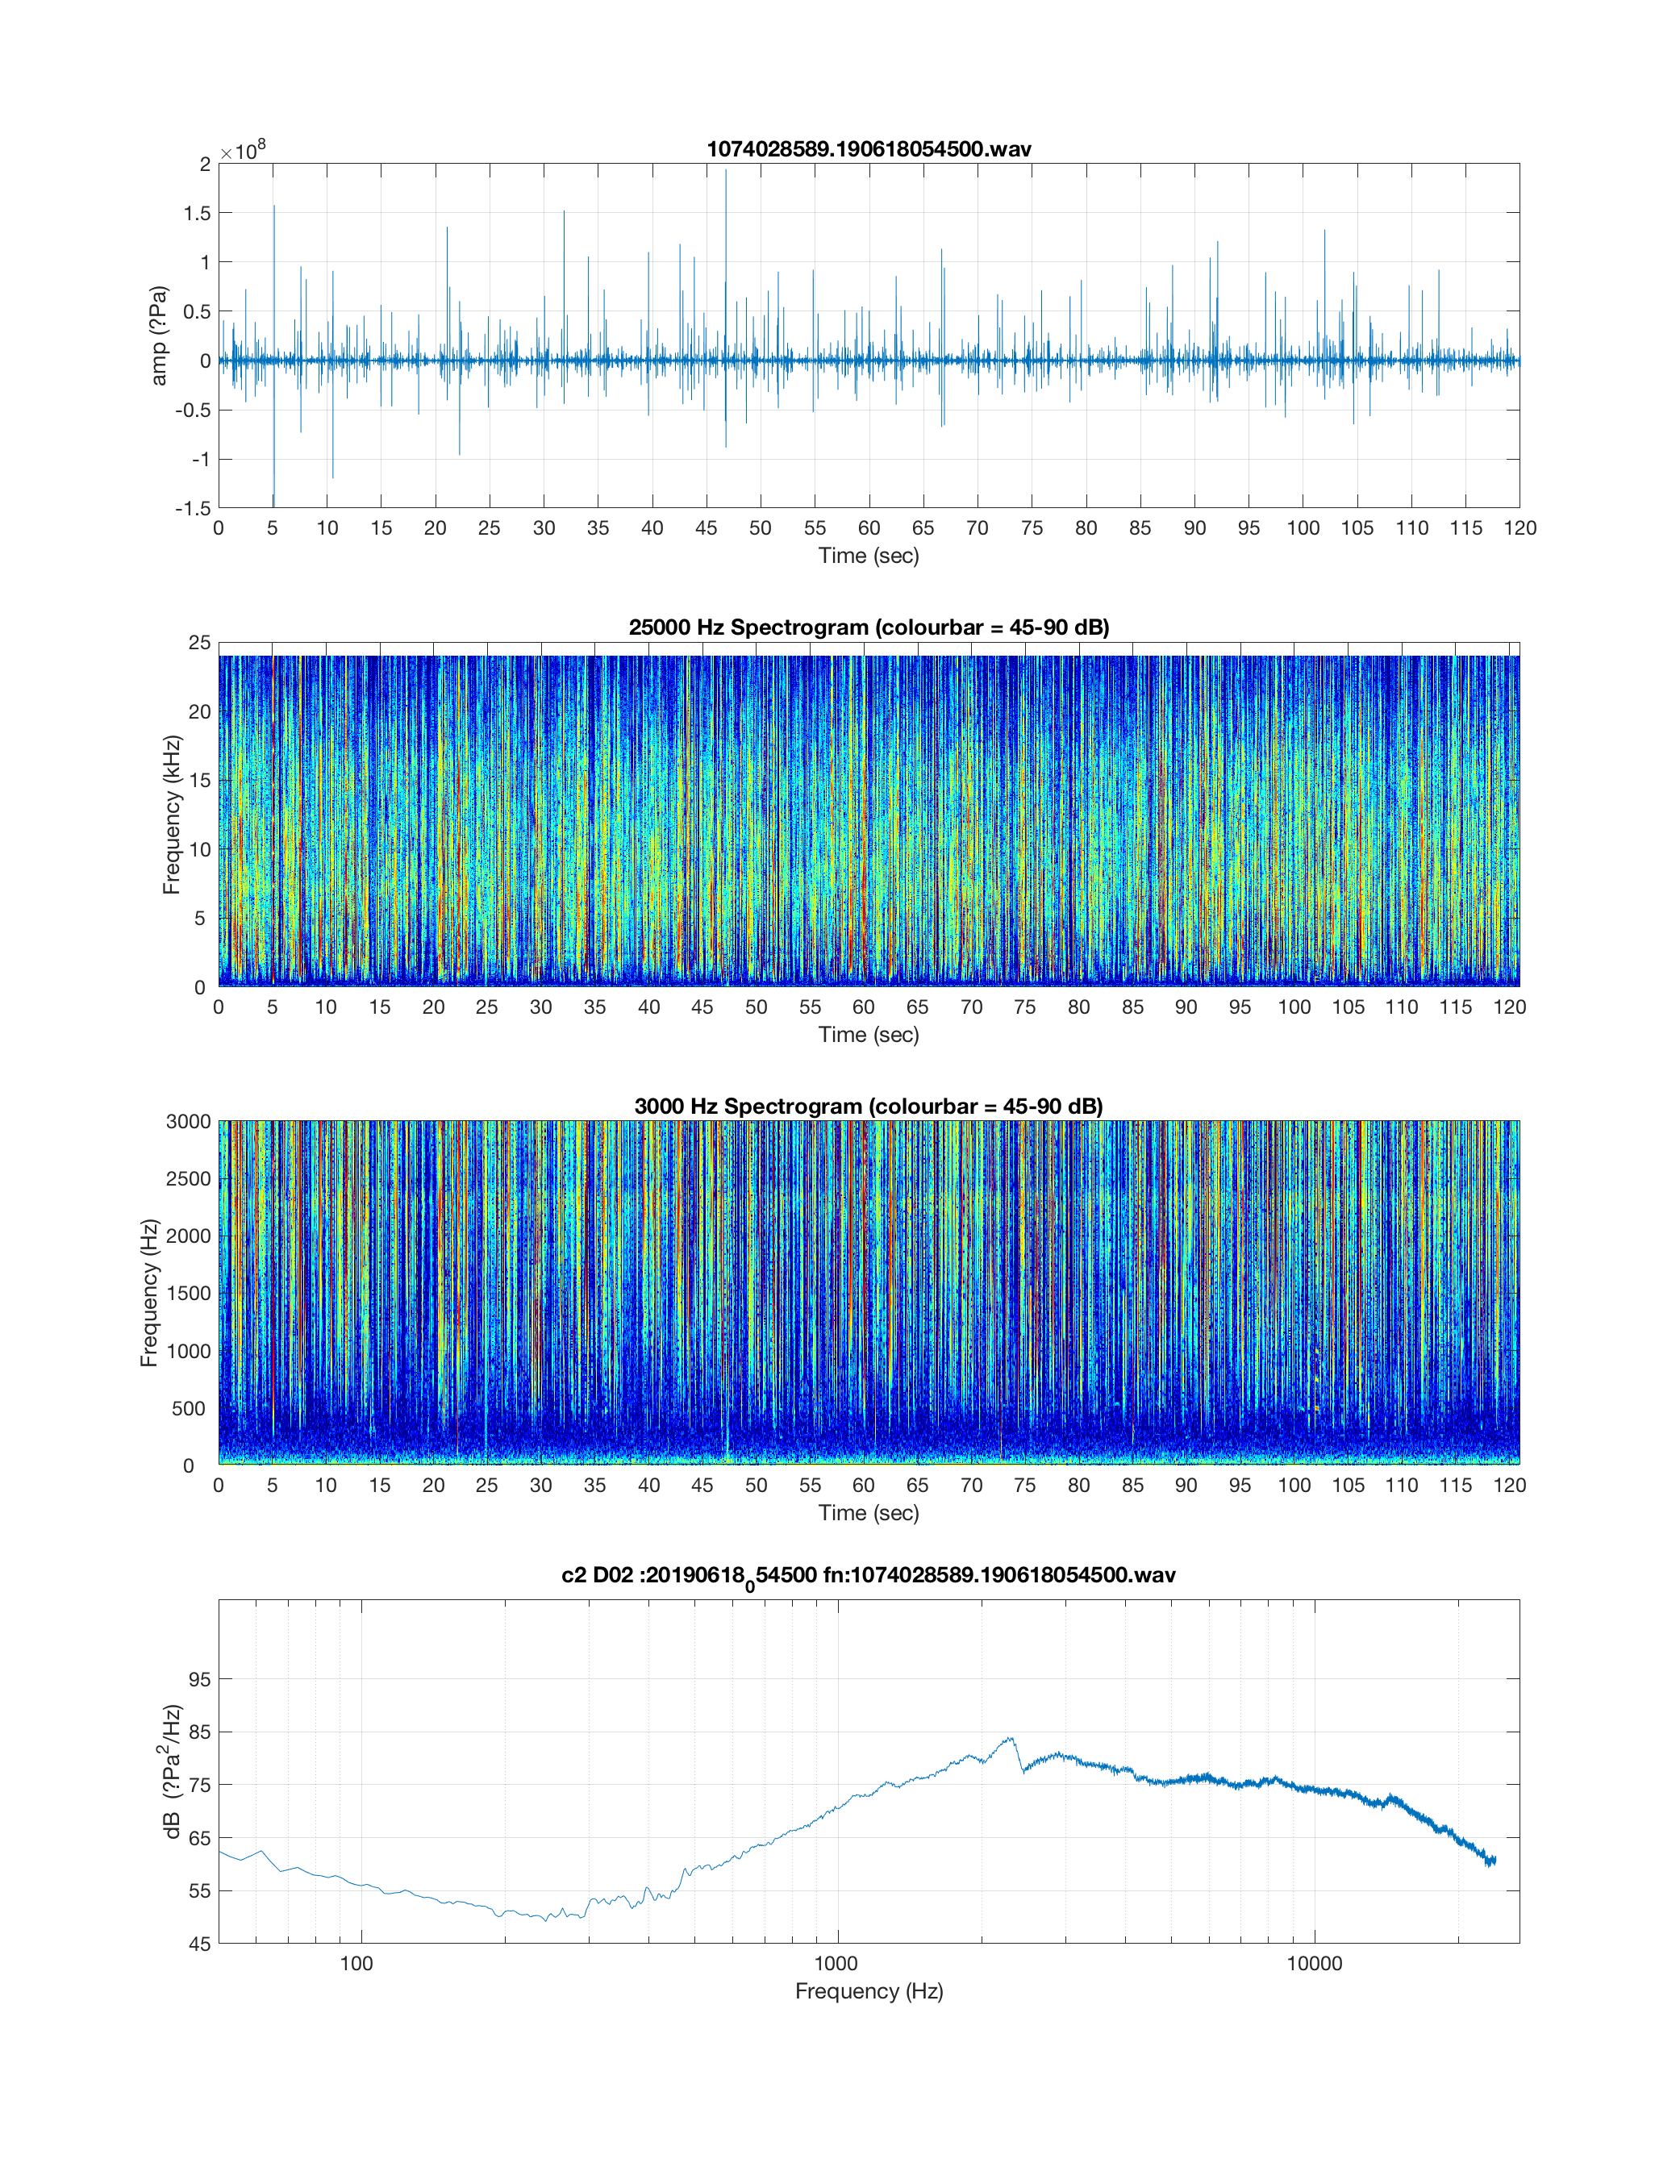 1074028589.190618054500.wav
×10^8
2
1.5
1
0.5
0
-0.5
-1
-1.5
amp (?Pa)
0 5 10 15 20 25 30 35 40 45 50 55 60 65 70 75 80 85 90 95 100 105 110 115 120
Time (sec)
25000 Hz Spectrogram (colourbar = 45-90 dB)
25
20
15
10
5
0
Frequency (kHz)
0 5 10 15 20 25 30 35 40 45 50 55 60 65 70 75 80 85 90 95 100 105 110 115 120
Time (sec)
3000 Hz Spectrogram (colourbar = 45-90 dB)
3000
2500
2000
1500
1000
500
0
Frequency (Hz)
0 5 10 15 20 25 30 35 40 45 50 55 60 65 70 75 80 85 90 95 100 105 110 115 120
Time (sec)
c2 D02 :20190618_054500 fn:1074028589.190618054500.wav
95
85
75
65
55
45
dB (?Pa^2/Hz)
100 1000 10000
Frequency (Hz)